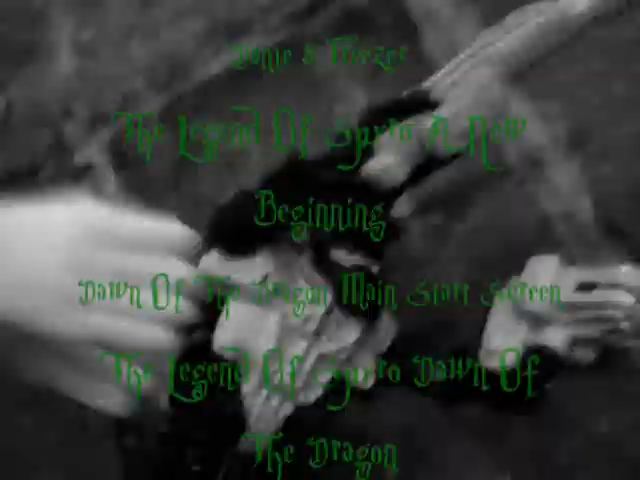 The Legend Of Spyro A New
Beginning
Dawn Of The Dragon Main Start Screen
The Legend Of Spyro Dawn Of
The Dragon